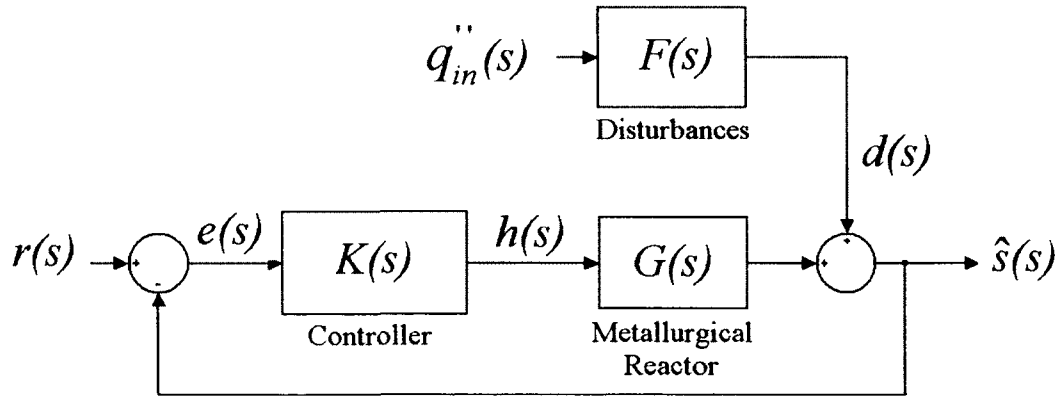 q''in(s)
F(s)
Disturbances
d(s)
r(s)
+
-
e(s)
K(s)
Controller
h(s)
G(s)
Metallurgical
Reactor
+
+
ŝ(s)